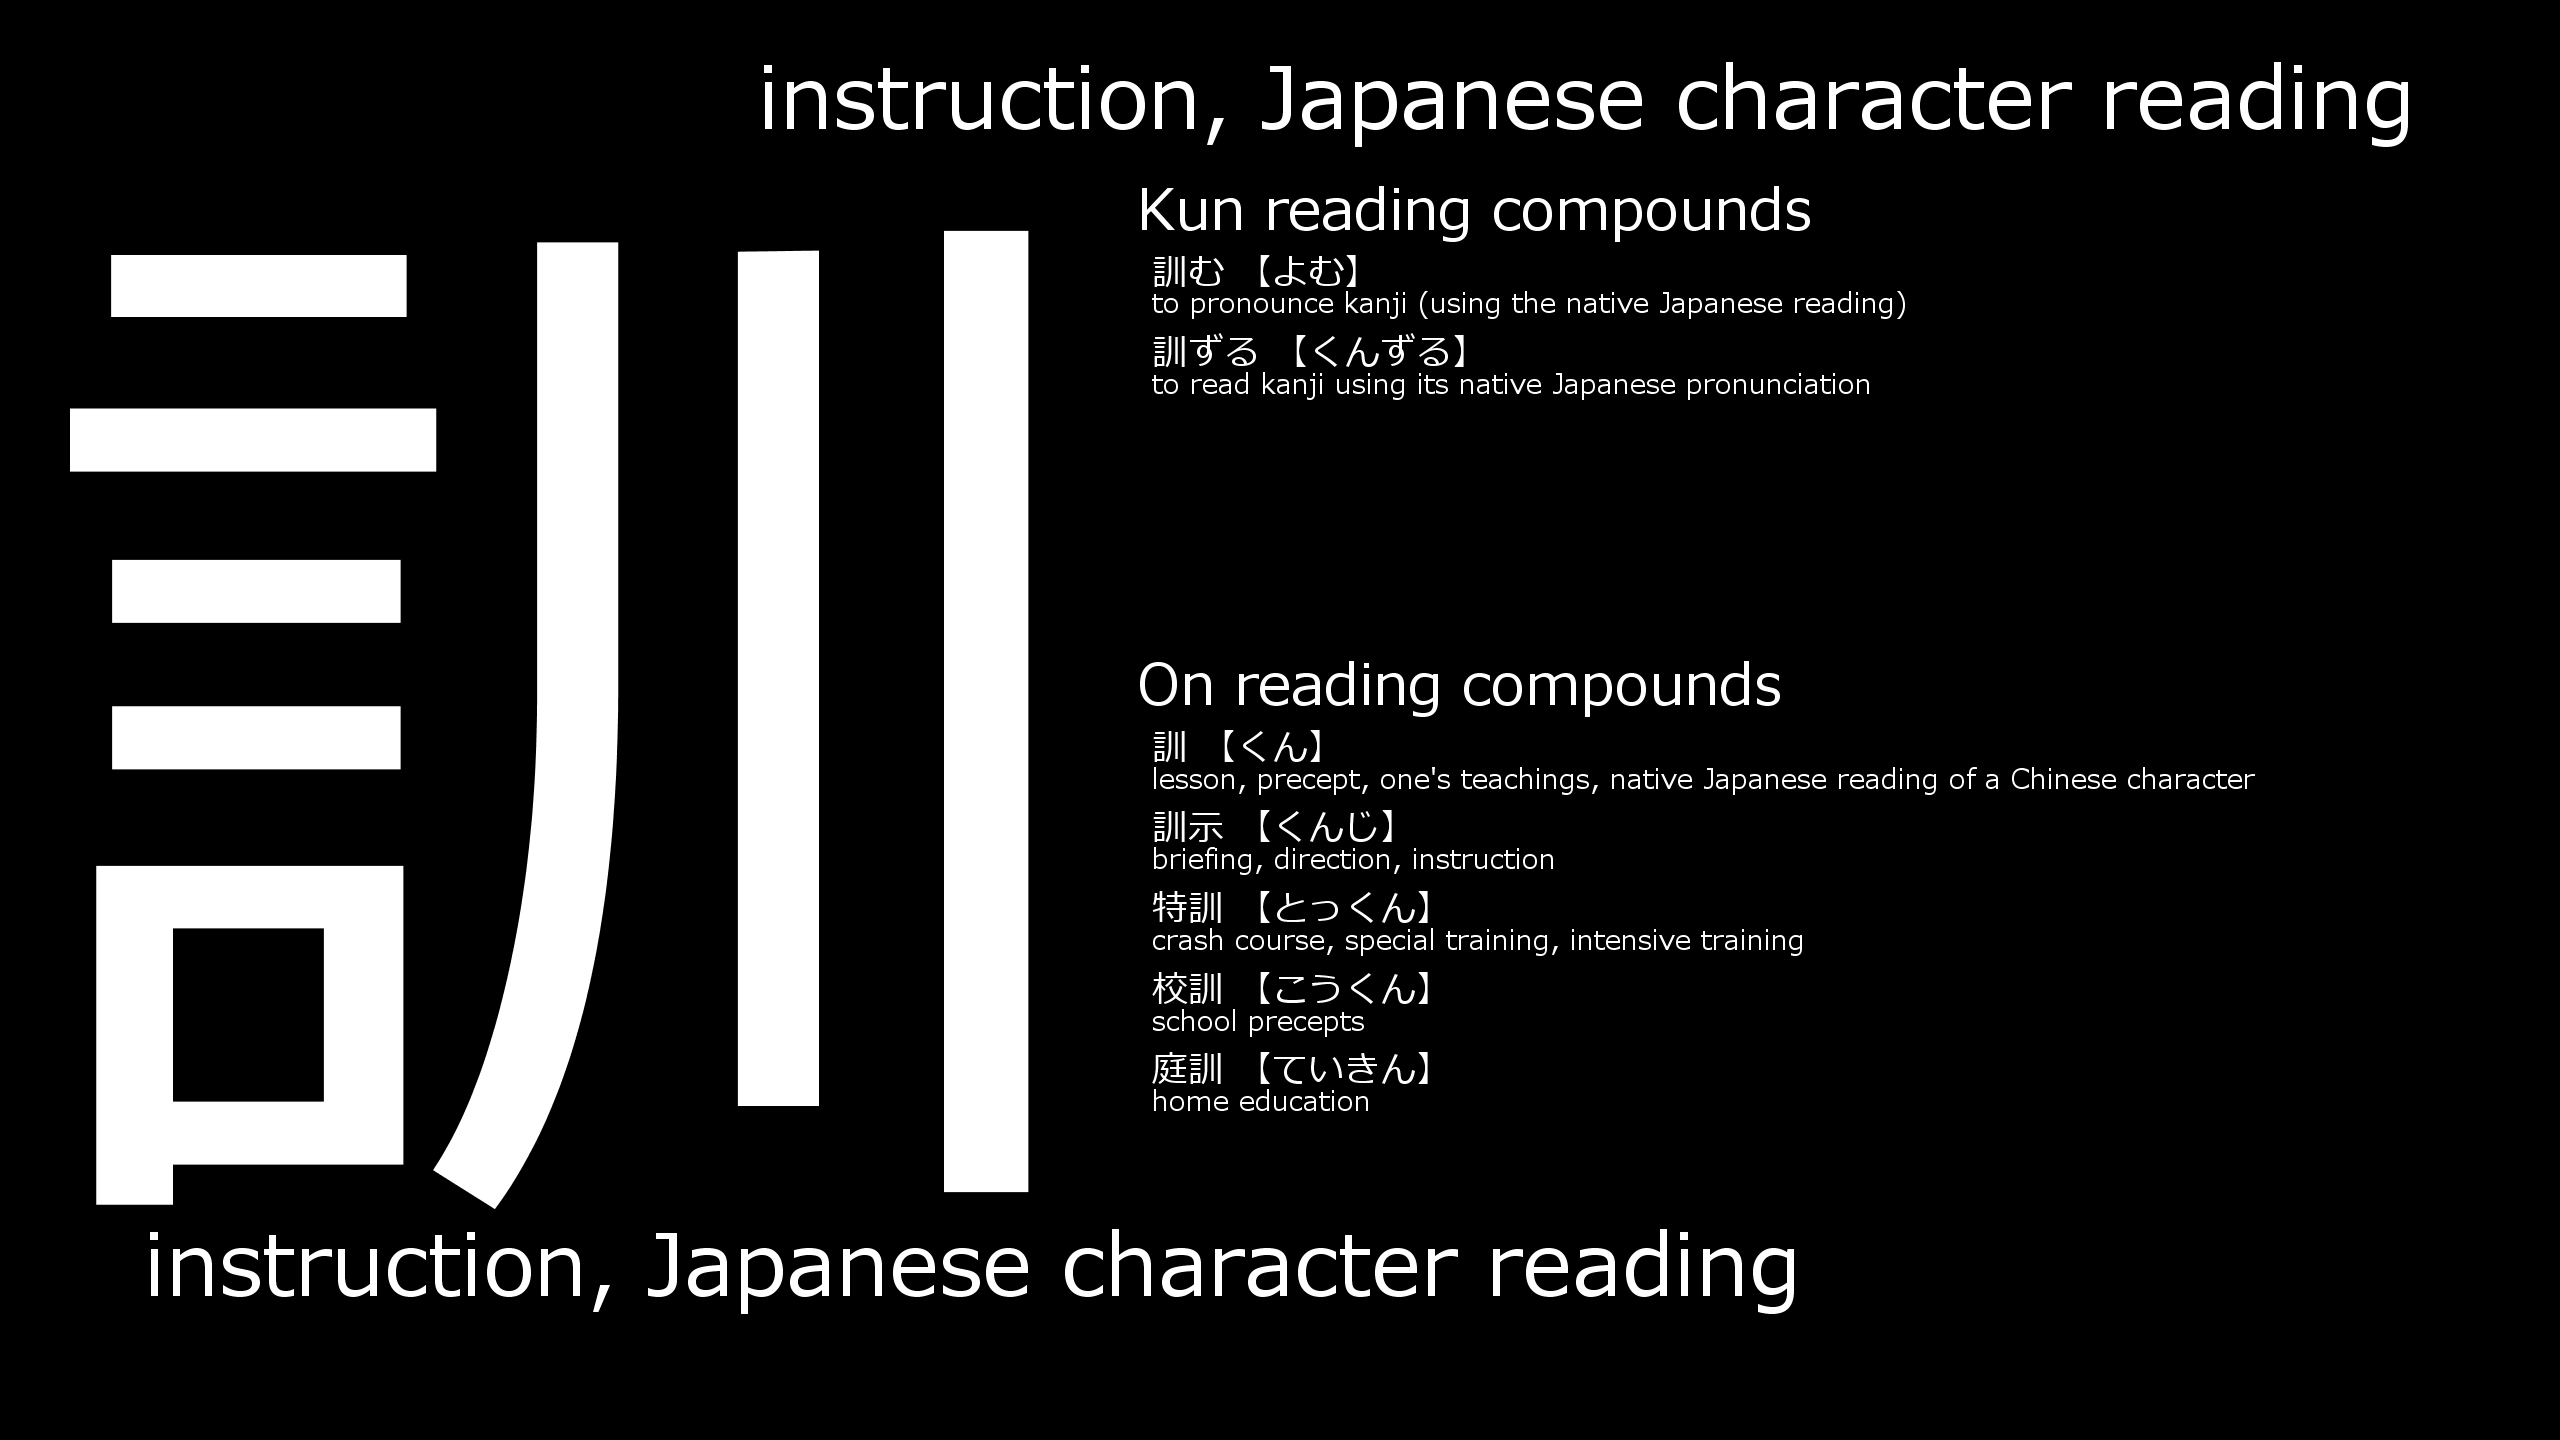 instruction, Japanese character reading
訓
Kun reading compounds
訓む 【よむ】
to pronounce kanji (using the native Japanese reading)
訓ずる 【くんずる】
to read kanji using its native Japanese pronunciation
On reading compounds
訓 【くん】
lesson, precept, one's teachings, native Japanese reading of a Chinese character
訓示 【くんじ】
briefing, direction, instruction
特訓 【とっくん】
crash course, special training, intensive training
校訓 【こうくん】
school precepts
庭訓 【ていきん】
home education
instruction, Japanese character reading